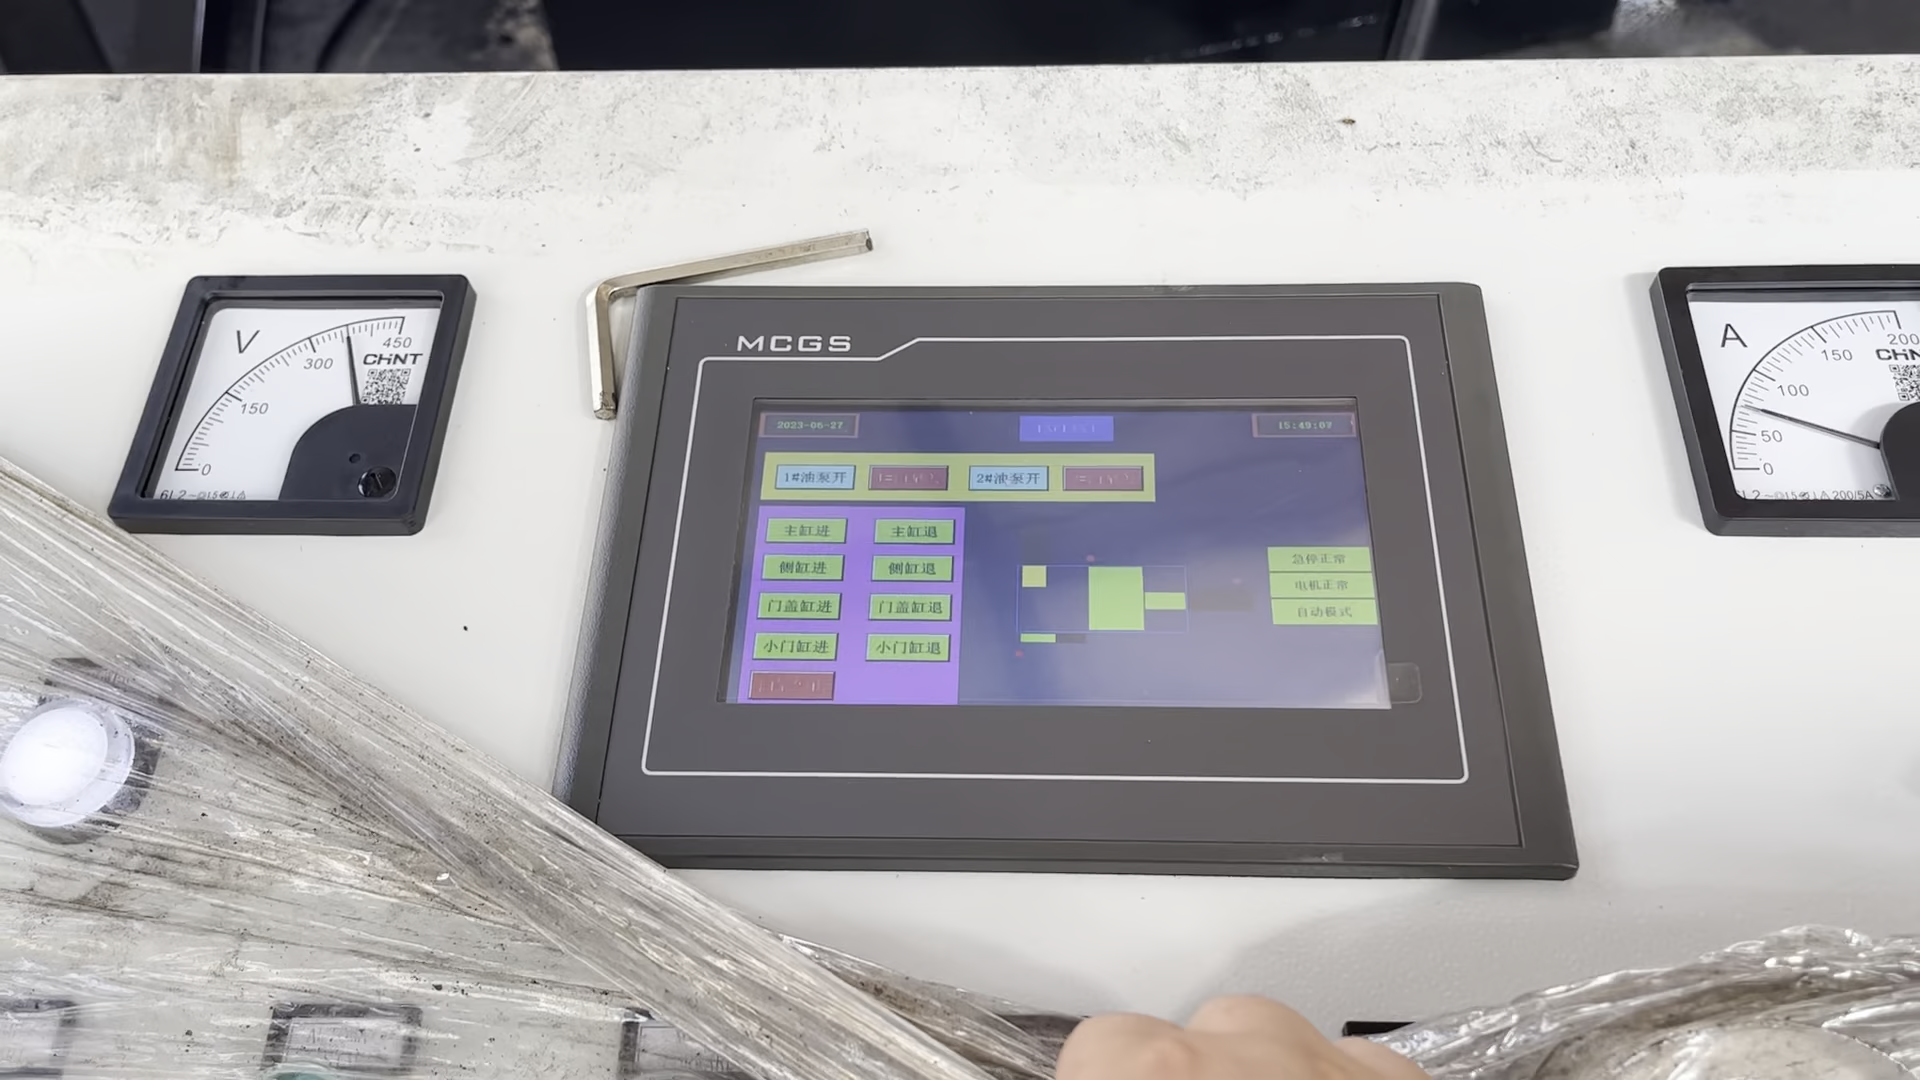 MCGS
V
0
150
300
450
CHNT
2023-06-27
15:49:07
1#油泵开
2#油泵开
主缸进
主缸退
侧缸进
侧缸退
门盖缸进
门盖缸退
小门缸进
小门缸退
急停正常
电机正常
自动模式
A
0
50
100
150
200
200/5A